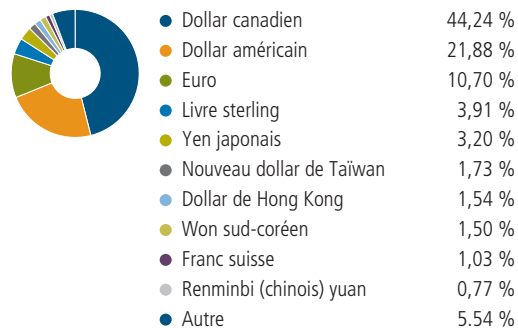 Dollar canadien 44,24 %
Dollar américain 21,88 %
Euro 10,70 %
Livre sterling 3,91 %
Yen japonais 3,20 %
Nouveau dollar de Taïwan 1,73 %
Dollar de Hong Kong 1,54 %
Won sud-coréen 1,50 %
Franc suisse 1,03 %
Renminbi (chinois) yuan 0,77 %
Autre 5,54 %